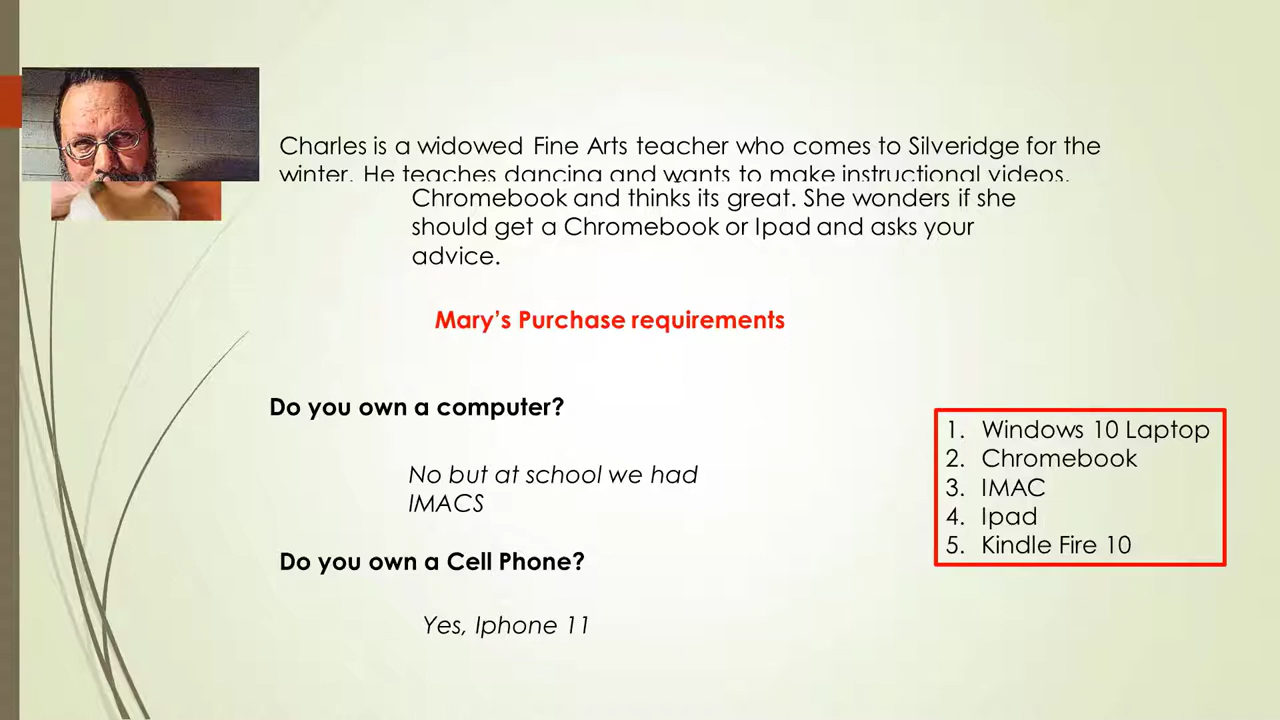 Charles is a widowed Fine Arts teacher who comes to Silveridge for the
winter. He teaches dancing and wants to make instructional videos.
Chromebook and thinks its great. She wonders if she
should get a Chromebook or Ipad and asks your
advice.
Mary's Purchase requirements
Do you own a computer?
No but at school we had
IMACS
Do you own a Cell Phone?
Yes, Iphone 11
1. Windows 10 Laptop
2. Chromebook
3. IMAC
4. Ipad
5. Kindle Fire 10